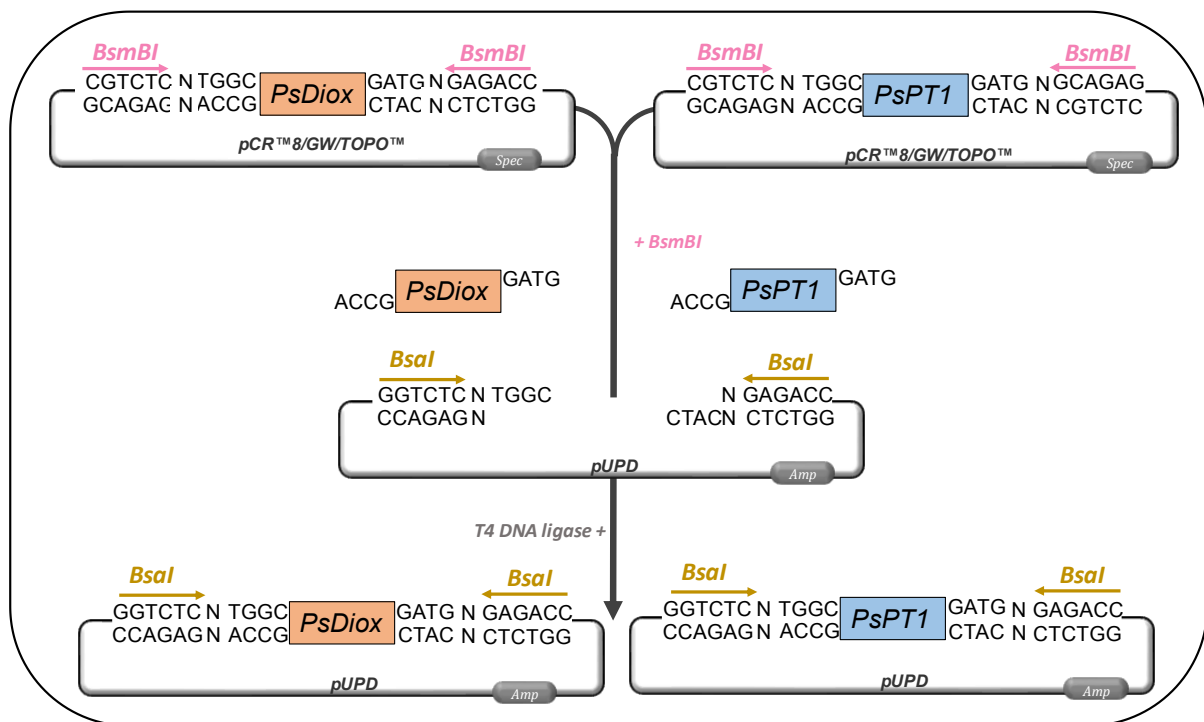 BsmBI BsmBI
CGTCTC N TGGC PsDiox GATG N GAGACC
GCAGAG N ACCG CTAC N CTCTGG
pCR™8/GW/TOPO™
Spec
BsmBI BsmBI
CGTCTC N TGGC PsPT1 GATG N GCAGAG
GCAGAG N ACCG CTAC N CGTCTC
pCR™8/GW/TOPO™
Spec
+ BsmBI
ACCG PsDiox GATG
ACCG PsPT1 GATG
BsaI BsaI
GGTCTC N TGGC N GAGACC
CCAGAG N CTACN CTCTGG
pUPD
Amp
T4 DNA ligase +
BsaI BsaI
GGTCTC N TGGC PsDiox GATG N GAGACC
CCAGAG N ACCG CTAC N CTCTGG
pUPD
Amp
BsaI BsaI
GGTCTC N TGGC PsPT1 GATG N GAGACC
CCAGAG N ACCG CTAC N CTCTGG
pUPD
Amp